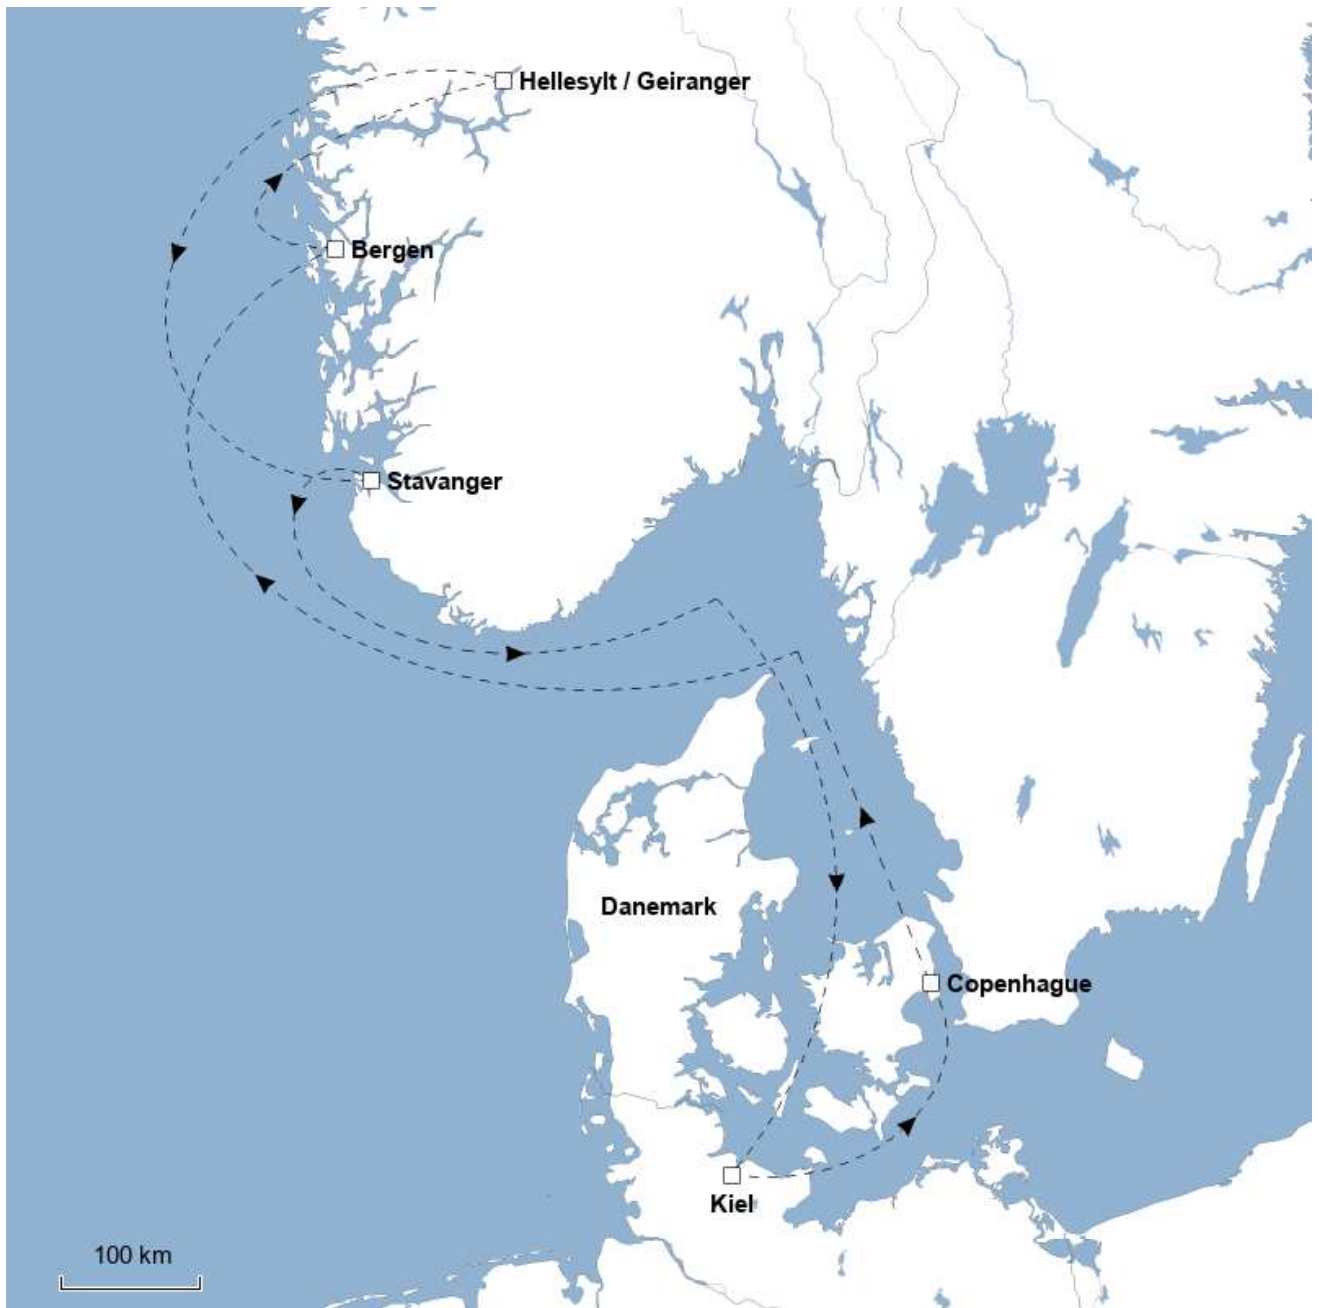 Hellesylt / Geiranger
Bergen
Stavanger
Danemark
Copenhague
Kiel
100 km